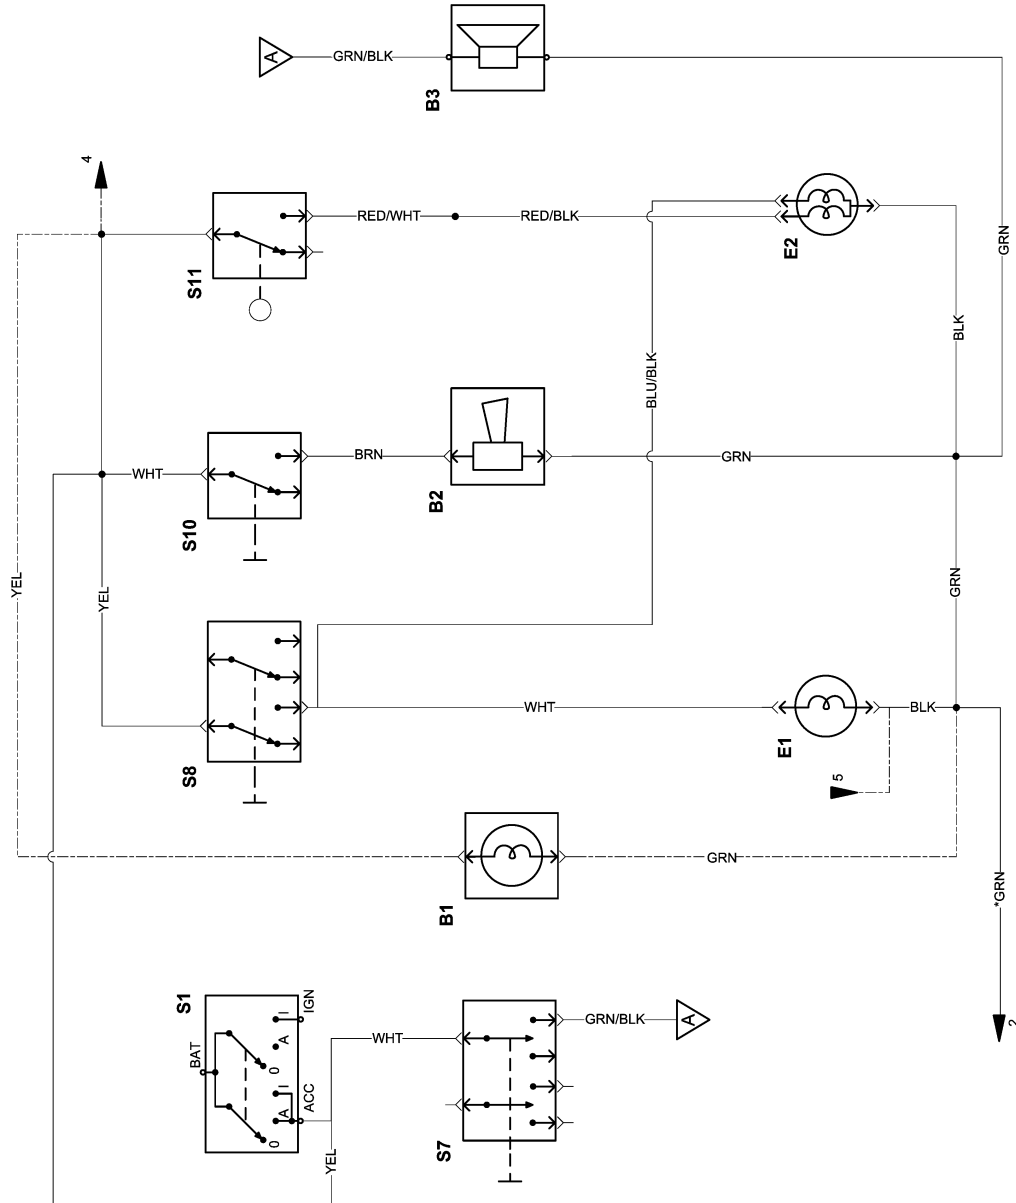 A
GRN/BLK
B3
4
S11
RED/WHT
RED/BLK
E2
GRN
BLK
BLU/BLK
WHT
S10
BRN
B2
GRN
YEL
YEL
GRN
S8
WHT
E1
BLK
5
B1
GRN
*GRN
S1
BAT
IGN
I
A
0
I
A
0
ACC
2
WHT
GRN/BLK
A
YEL
S7